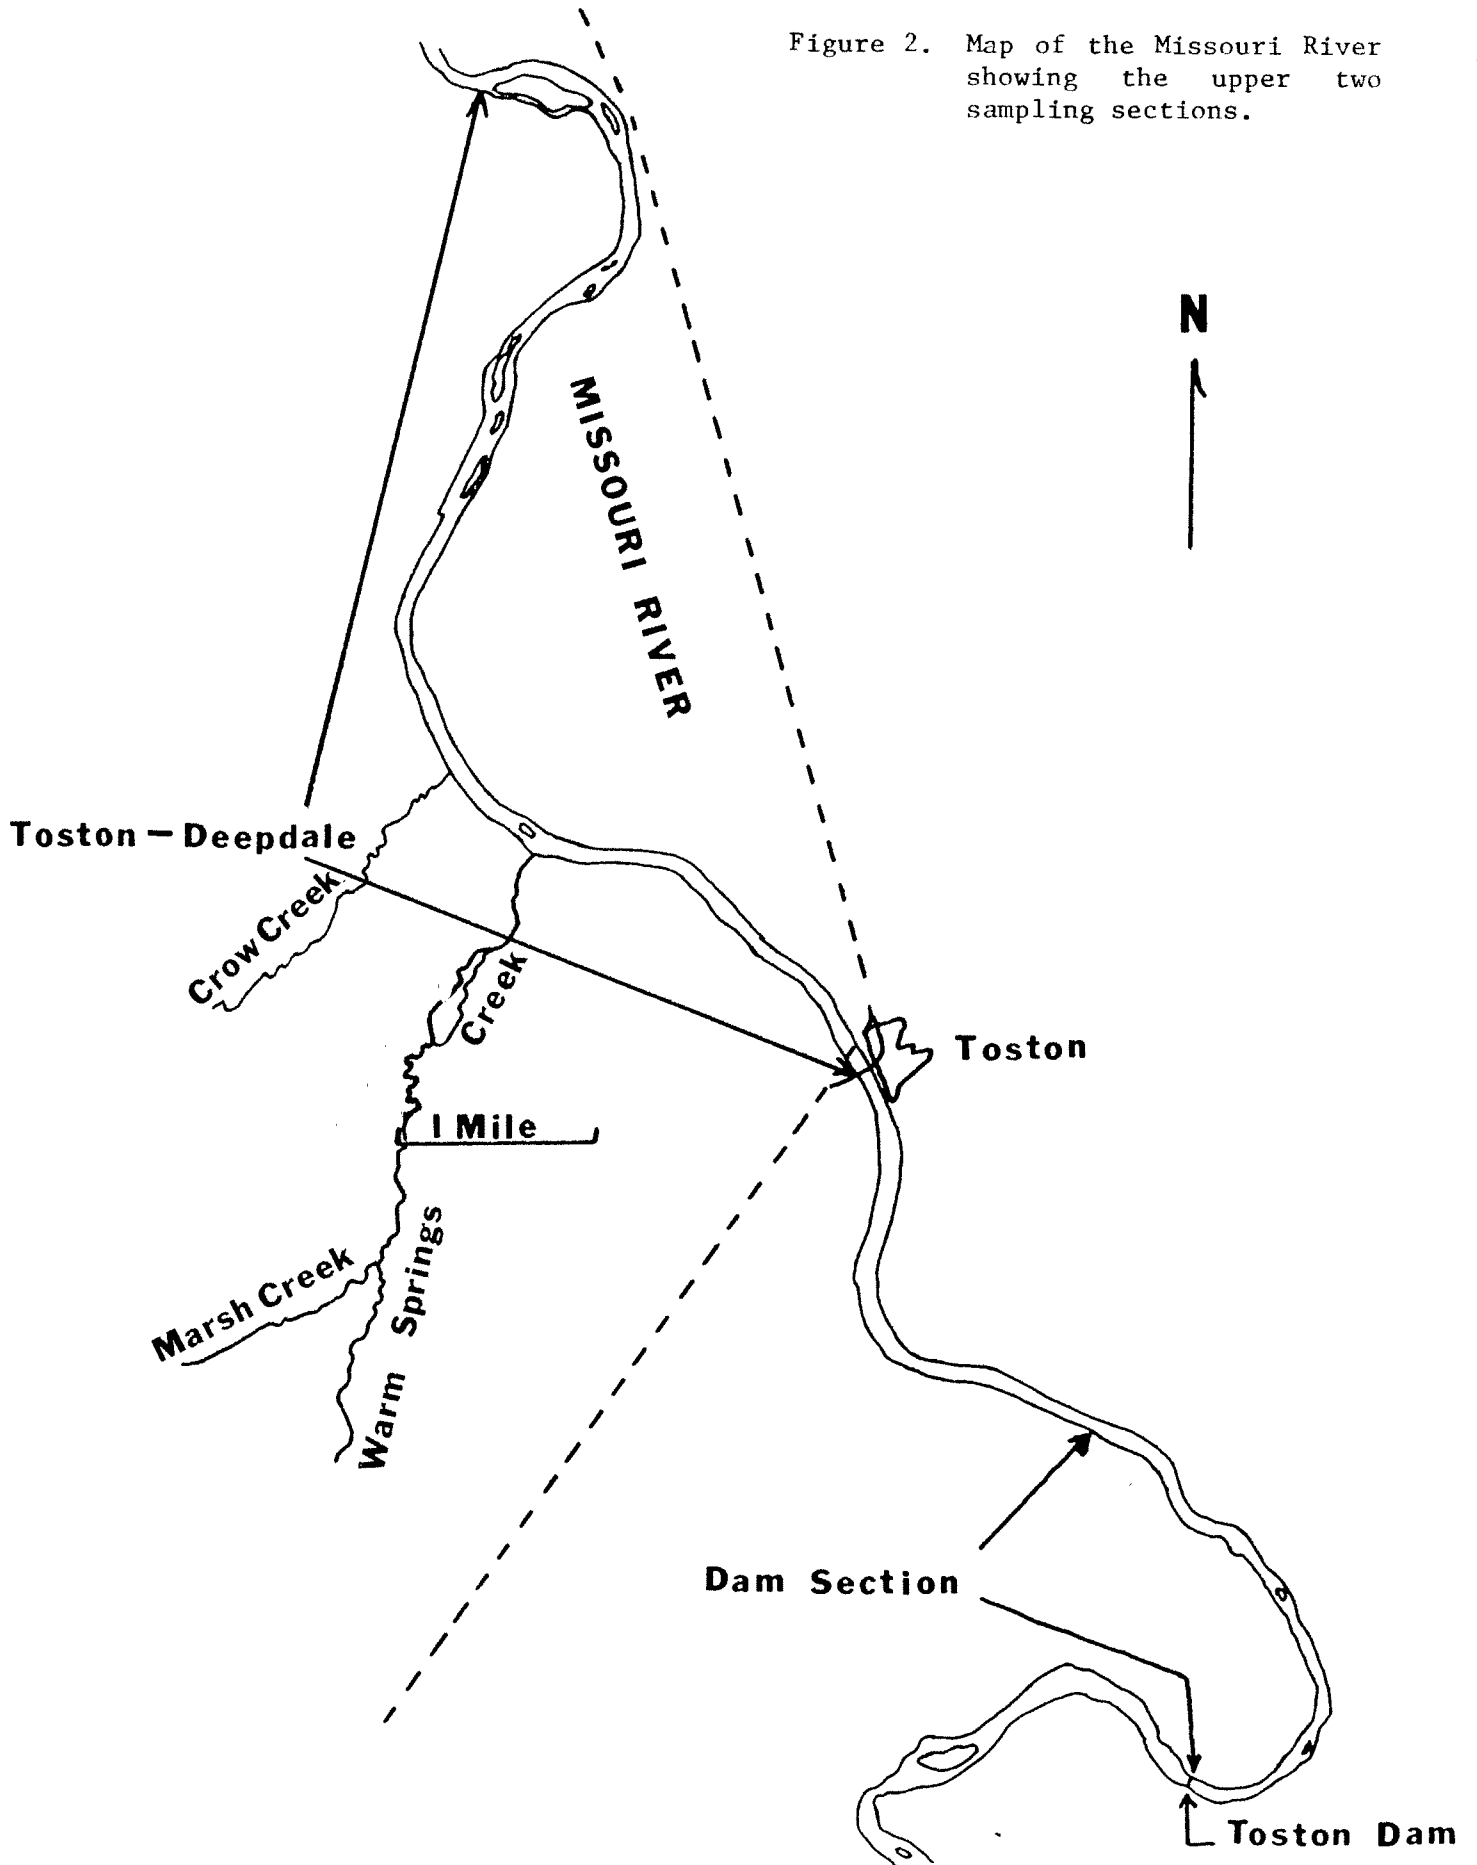 Figure 2. Map of the Missouri River
showing the upper two
sampling sections.
N
MISSOURI RIVER
Toston — Deepdale
Crow Creek
Creek
Toston
1 Mile
Warm Springs
Marsh Creek
Dam Section
Toston Dam